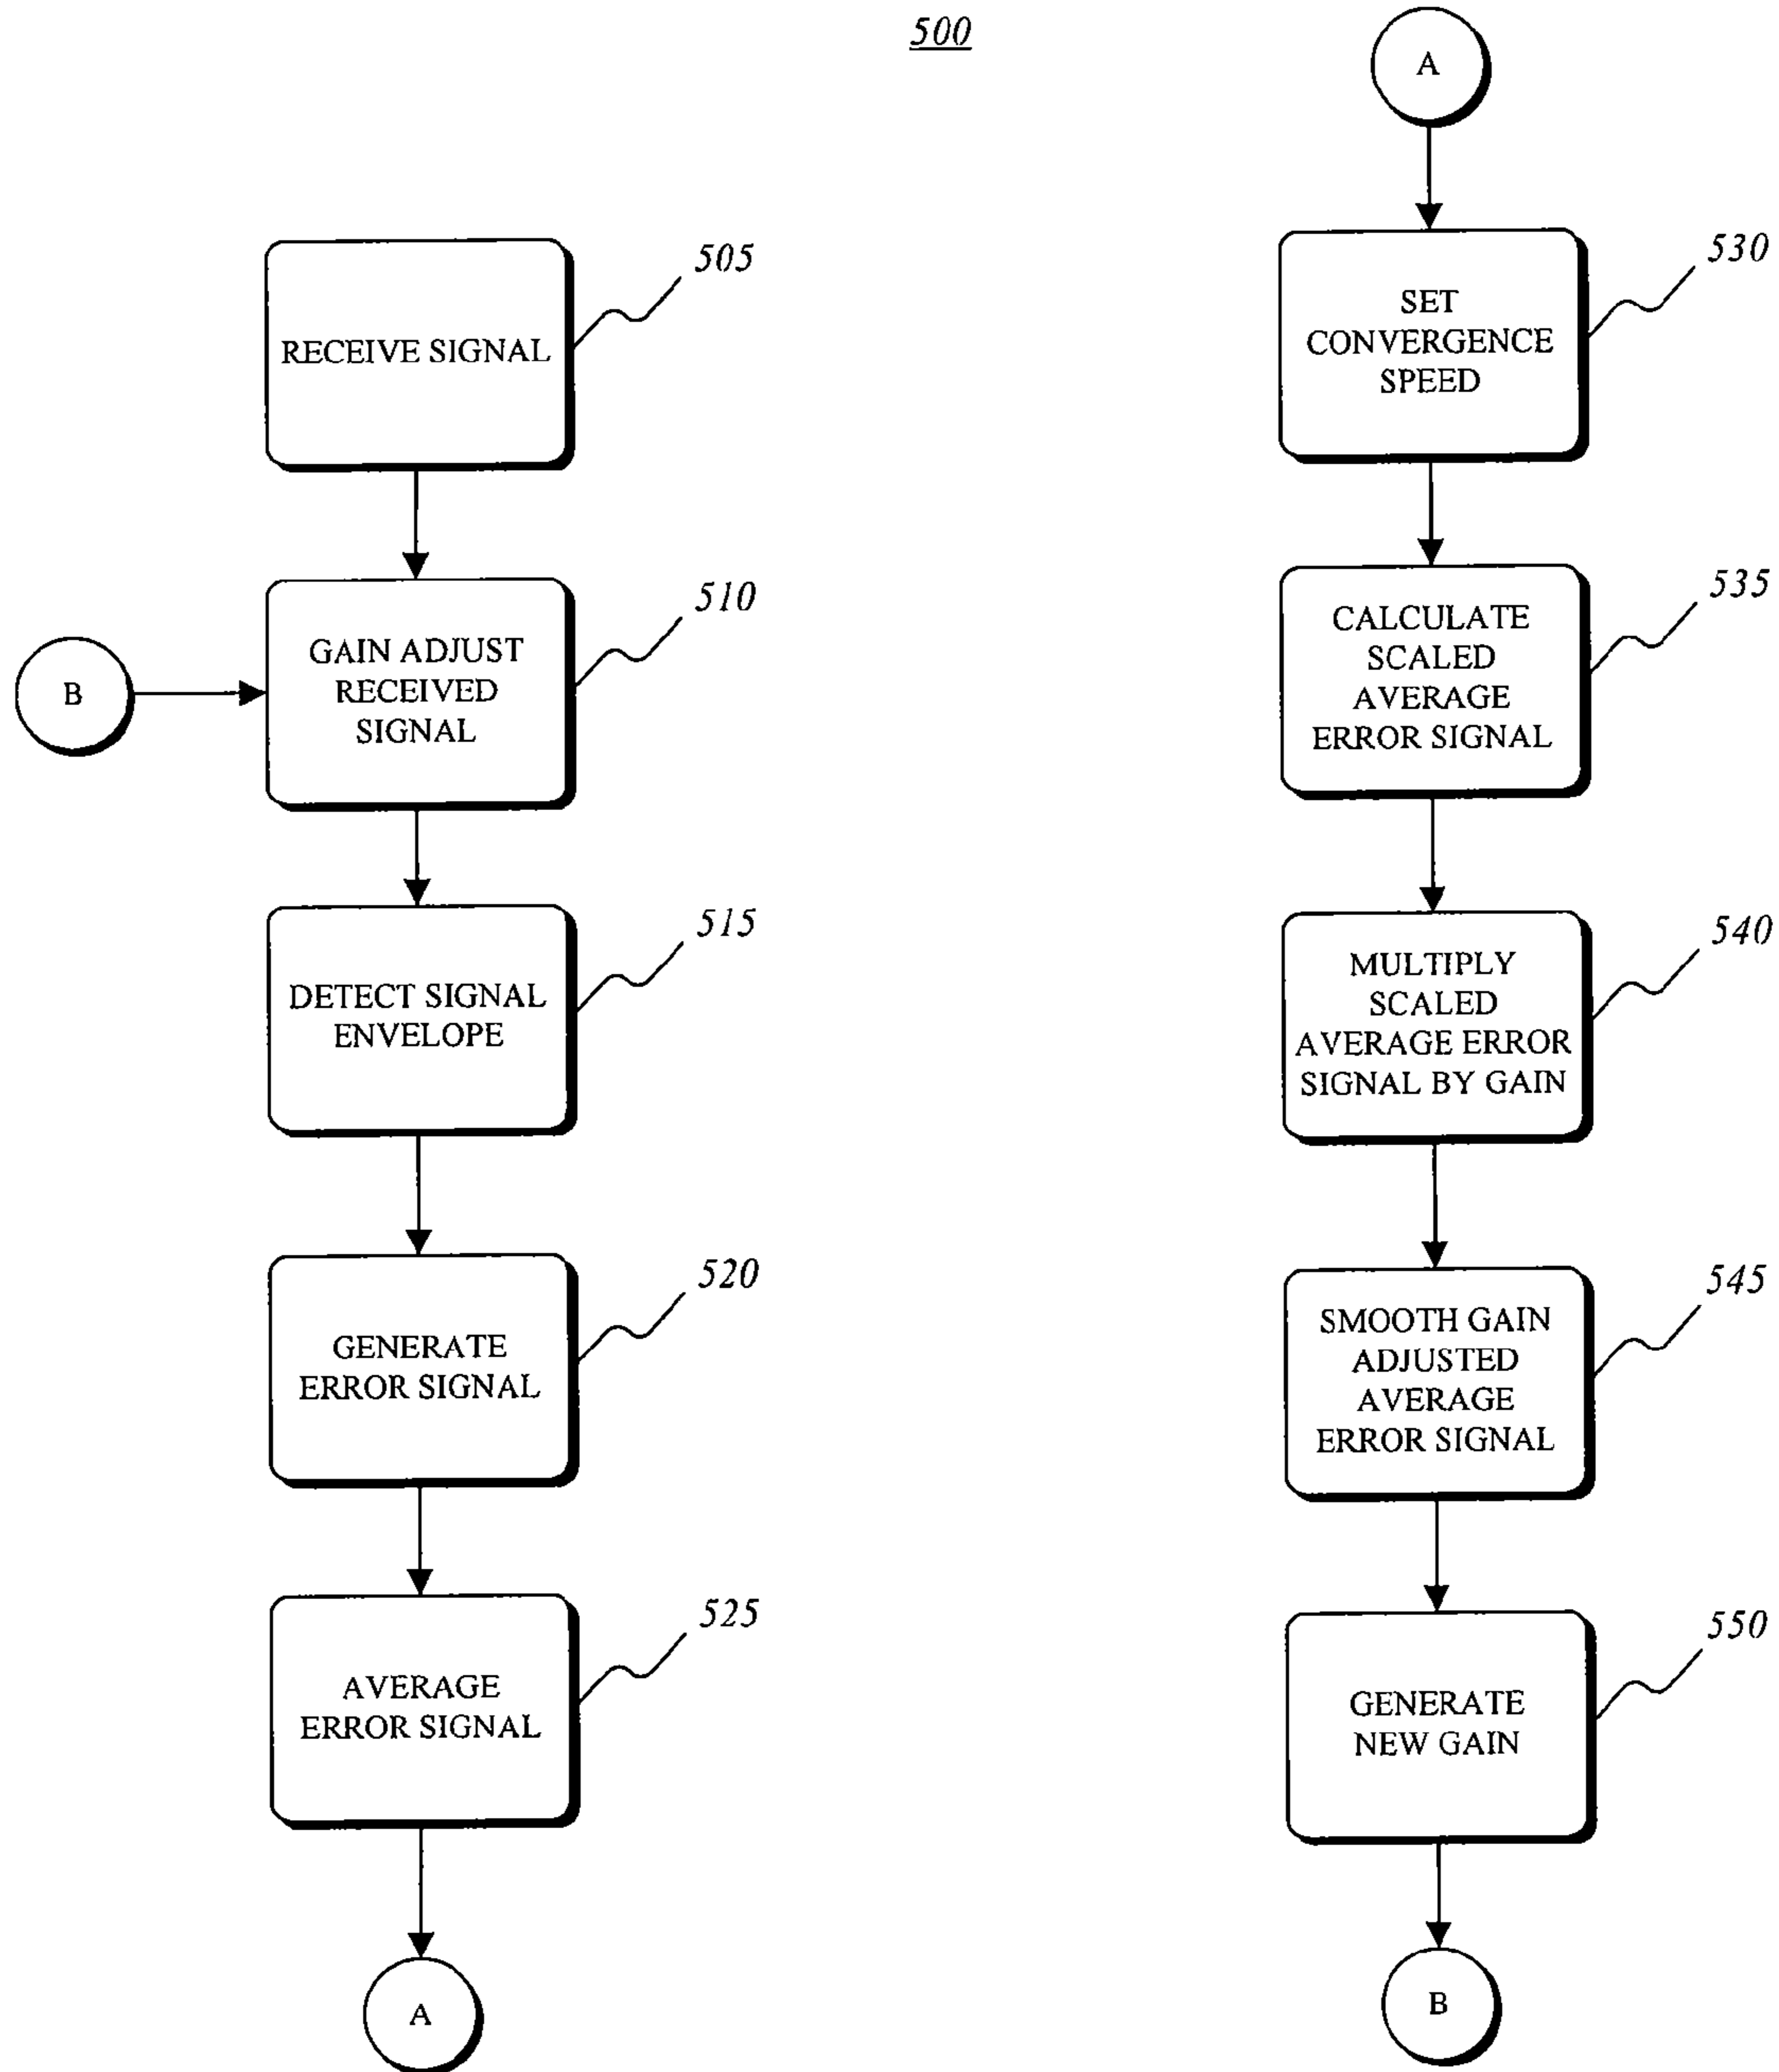 500
505
RECEIVE SIGNAL
510
GAIN ADJUST
RECEIVED
SIGNAL
B
515
DETECT SIGNAL
ENVELOPE
520
GENERATE
ERROR SIGNAL
525
AVERAGE
ERROR SIGNAL
A
A
530
SET
CONVERGENCE
SPEED
535
CALCULATE
SCALED
AVERAGE
ERROR SIGNAL
540
MULTIPLY
SCALED
AVERAGE ERROR
SIGNAL BY GAIN
545
SMOOTH GAIN
ADJUSTED
AVERAGE
ERROR SIGNAL
550
GENERATE
NEW GAIN
B